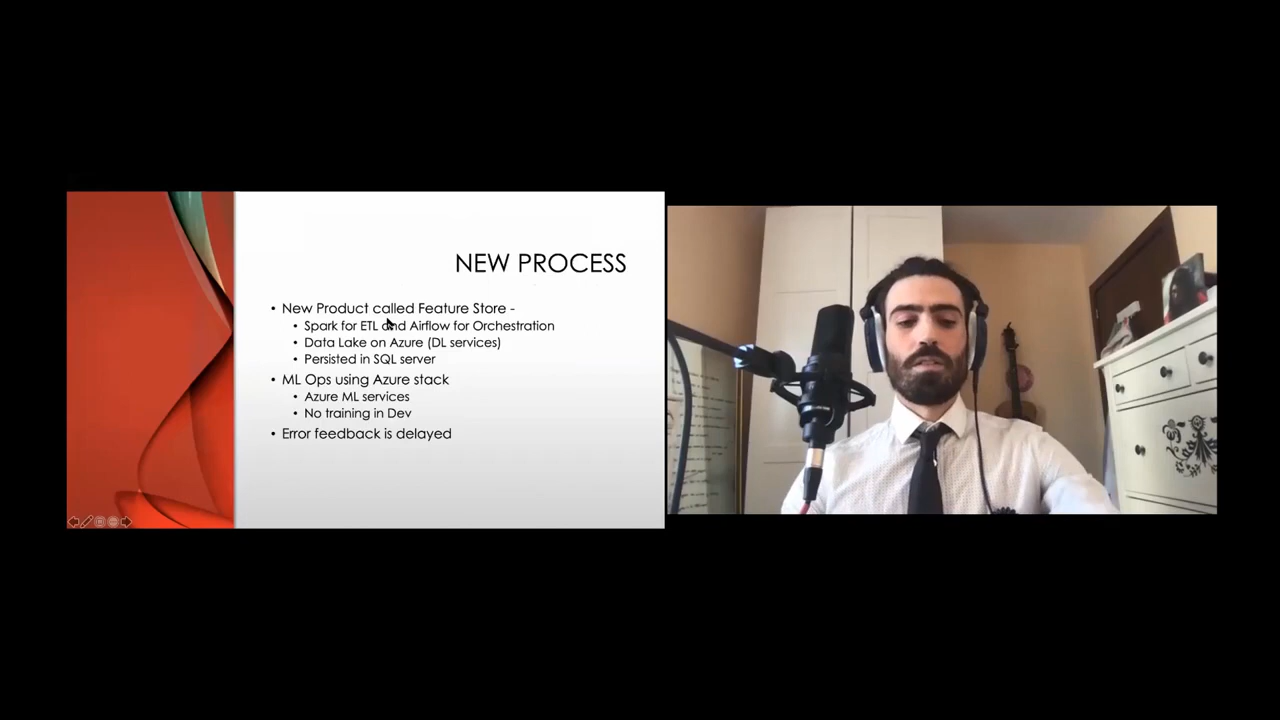 NEW PROCESS
• New Product called Feature Store -
• Spark for ETL and Airflow for Orchestration
• Data Lake on Azure (DL services)
• Persisted in SQL server
• ML Ops using Azure stack
• Azure ML services
• No training in Dev
• Error feedback is delayed